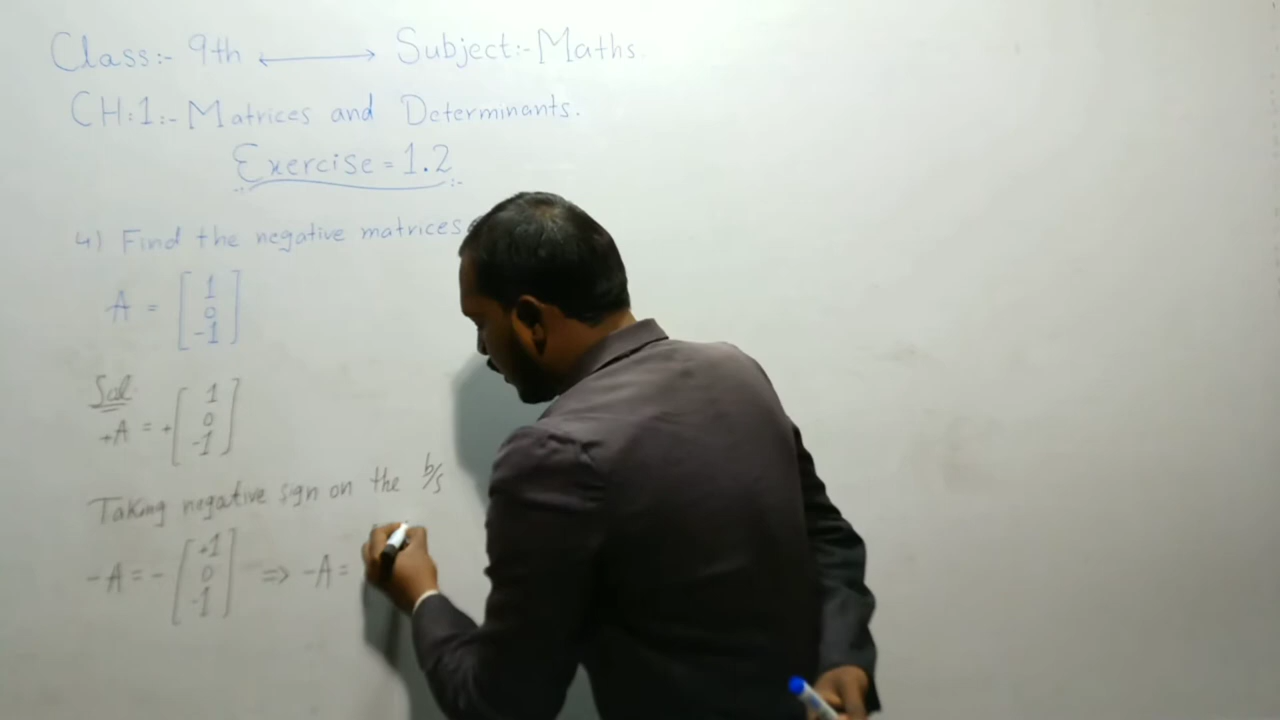 Class:- 9th ⟷ Subject:- Maths.
CH:1:- Matrices and Determinants.
Exercise = 1.2
4) Find the negative matrices
A = [ 1
0
-1 ]
Sol
+A = + [ 1
0
-1 ]
Taking negative sign on the b/s
-A = - [ +1
0
-1 ] ⇒ -A =